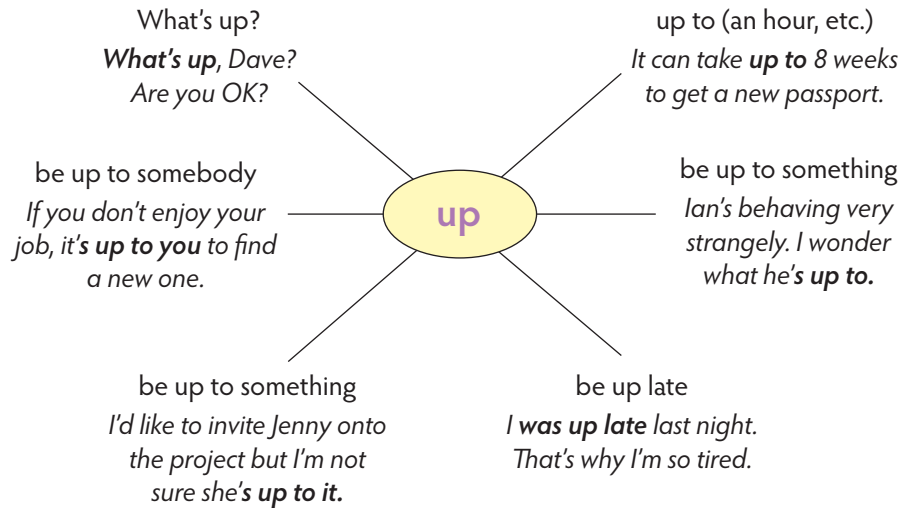 What's up?
What's up, Dave?
Are you OK?
up to (an hour, etc.)
It can take up to 8 weeks
to get a new passport.
be up to somebody
If you don't enjoy your
job, it's up to you to find
a new one.
up
be up to something
Ian's behaving very
strangely. I wonder
what he's up to.
be up to something
I'd like to invite Jenny onto
the project but I'm not
sure she's up to it.
be up late
I was up late last night.
That's why I'm so tired.